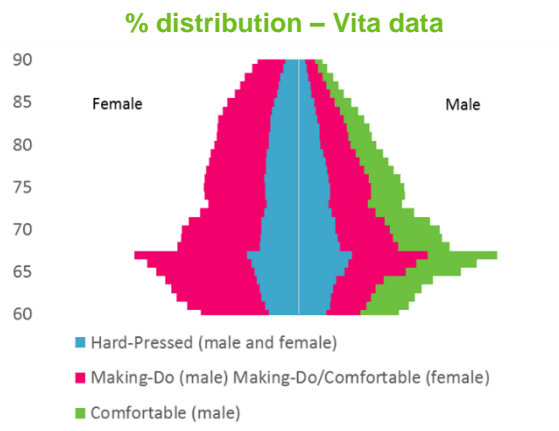 % distribution – Vita data
90
Female
Male
85
80
75
70
65
60
Hard-Pressed (male and female)
Making-Do (male) Making-Do/Comfortable (female)
Comfortable (male)